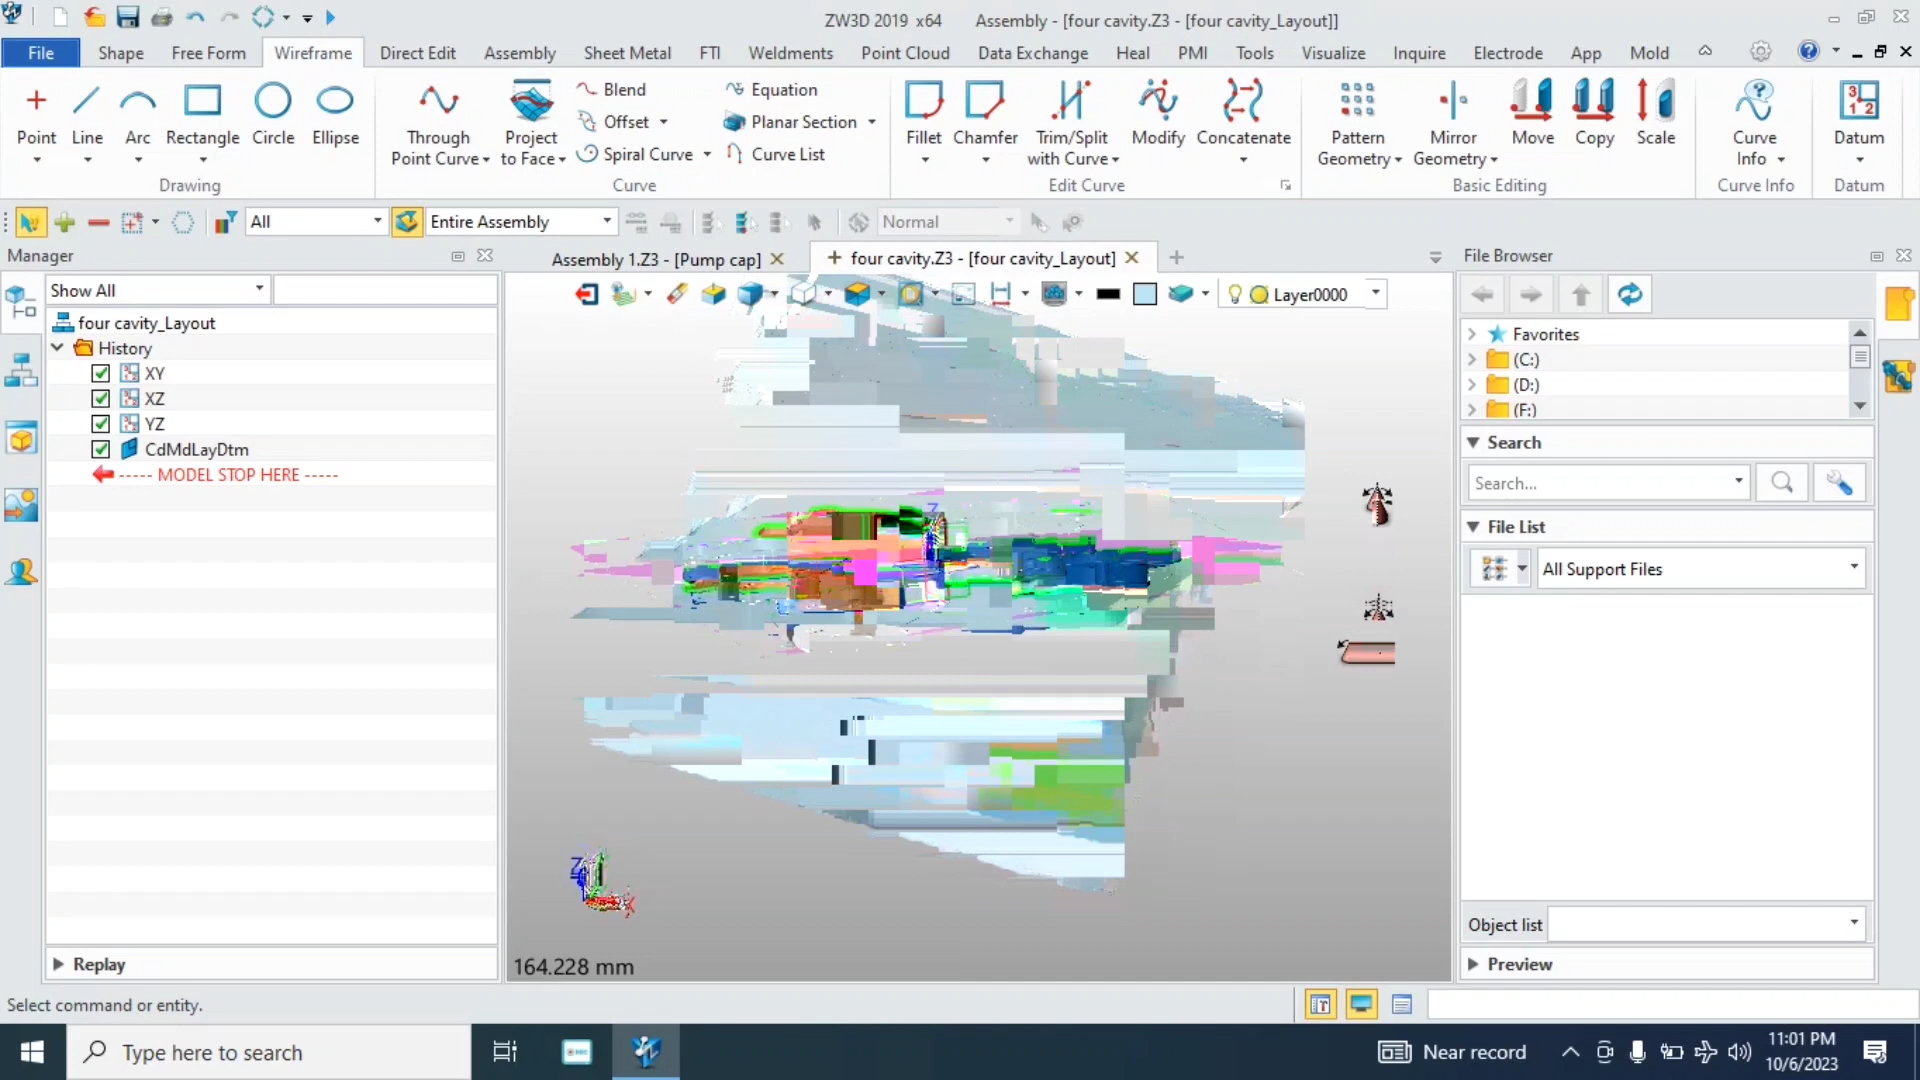 ZW3D 2019 x64 Assembly - [four cavity.Z3 - [four cavity_Layout]]
File Shape Free Form Wireframe Direct Edit Assembly Sheet Metal FTI Weldments Point Cloud Data Exchange Heal PMI Tools Visualize Inquire Electrode App Mold
Point Line Arc Rectangle Circle Ellipse
Drawing
Through Point Curve
Project to Face
Blend
Offset
Spiral Curve
Equation
Planar Section
Curve List
Curve
Fillet Chamfer
Trim/Split with Curve
Modify Concatenate
Edit Curve
Pattern Geometry
Mirror Geometry
Move Copy Scale
Basic Editing
Curve Info
Curve Info
Datum
Datum
All
Entire Assembly
Normal
Manager
Assembly 1.Z3 - [Pump cap]
four cavity.Z3 - [four cavity_Layout]
File Browser
Show All
Layer0000
four cavity_Layout
History
XY
XZ
YZ
CdMdLayDtm
----- MODEL STOP HERE -----
Replay
Z
Z
X
164.228 mm
Favorites
(C:)
(D:)
(F:)
Search
Search...
File List
All Support Files
Object list
Preview
Select command or entity.
Type here to search
Near record
11:01 PM
10/6/2023